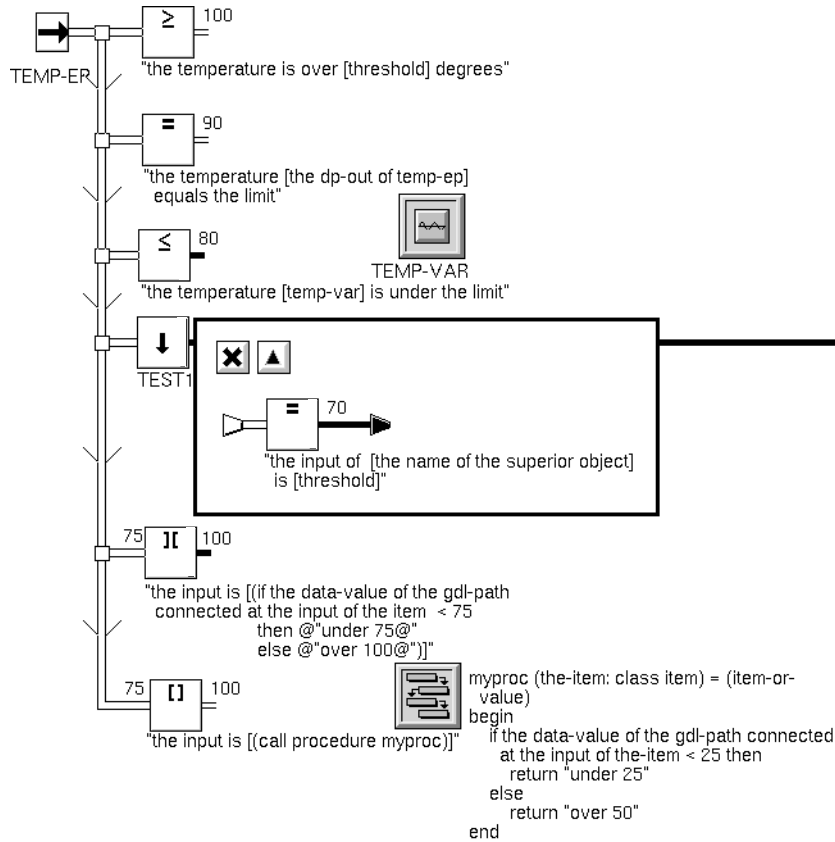 ≥
100
TEMP-EP
"the temperature is over [threshold] degrees"
=
90
"the temperature [the dp-out of temp-ep]
equals the limit"
≤
80
TEMP-VAR
"the temperature [temp-var] is under the limit"
TEST1
=
70
"the input of [the name of the superior object]
is [threshold]"
75
][
100
"the input is [(if the data-value of the gdl-path
connected at the input of the item < 75
then @"under 75@"
else @"over 100@")]"
75
[]
100
"the input is [(call procedure myproc)]"
myproc (the-item: class item) = (item-or-
value)
begin
if the data-value of the gdl-path connected
at the input of the-item < 25 then
return "under 25"
else
return "over 50"
end